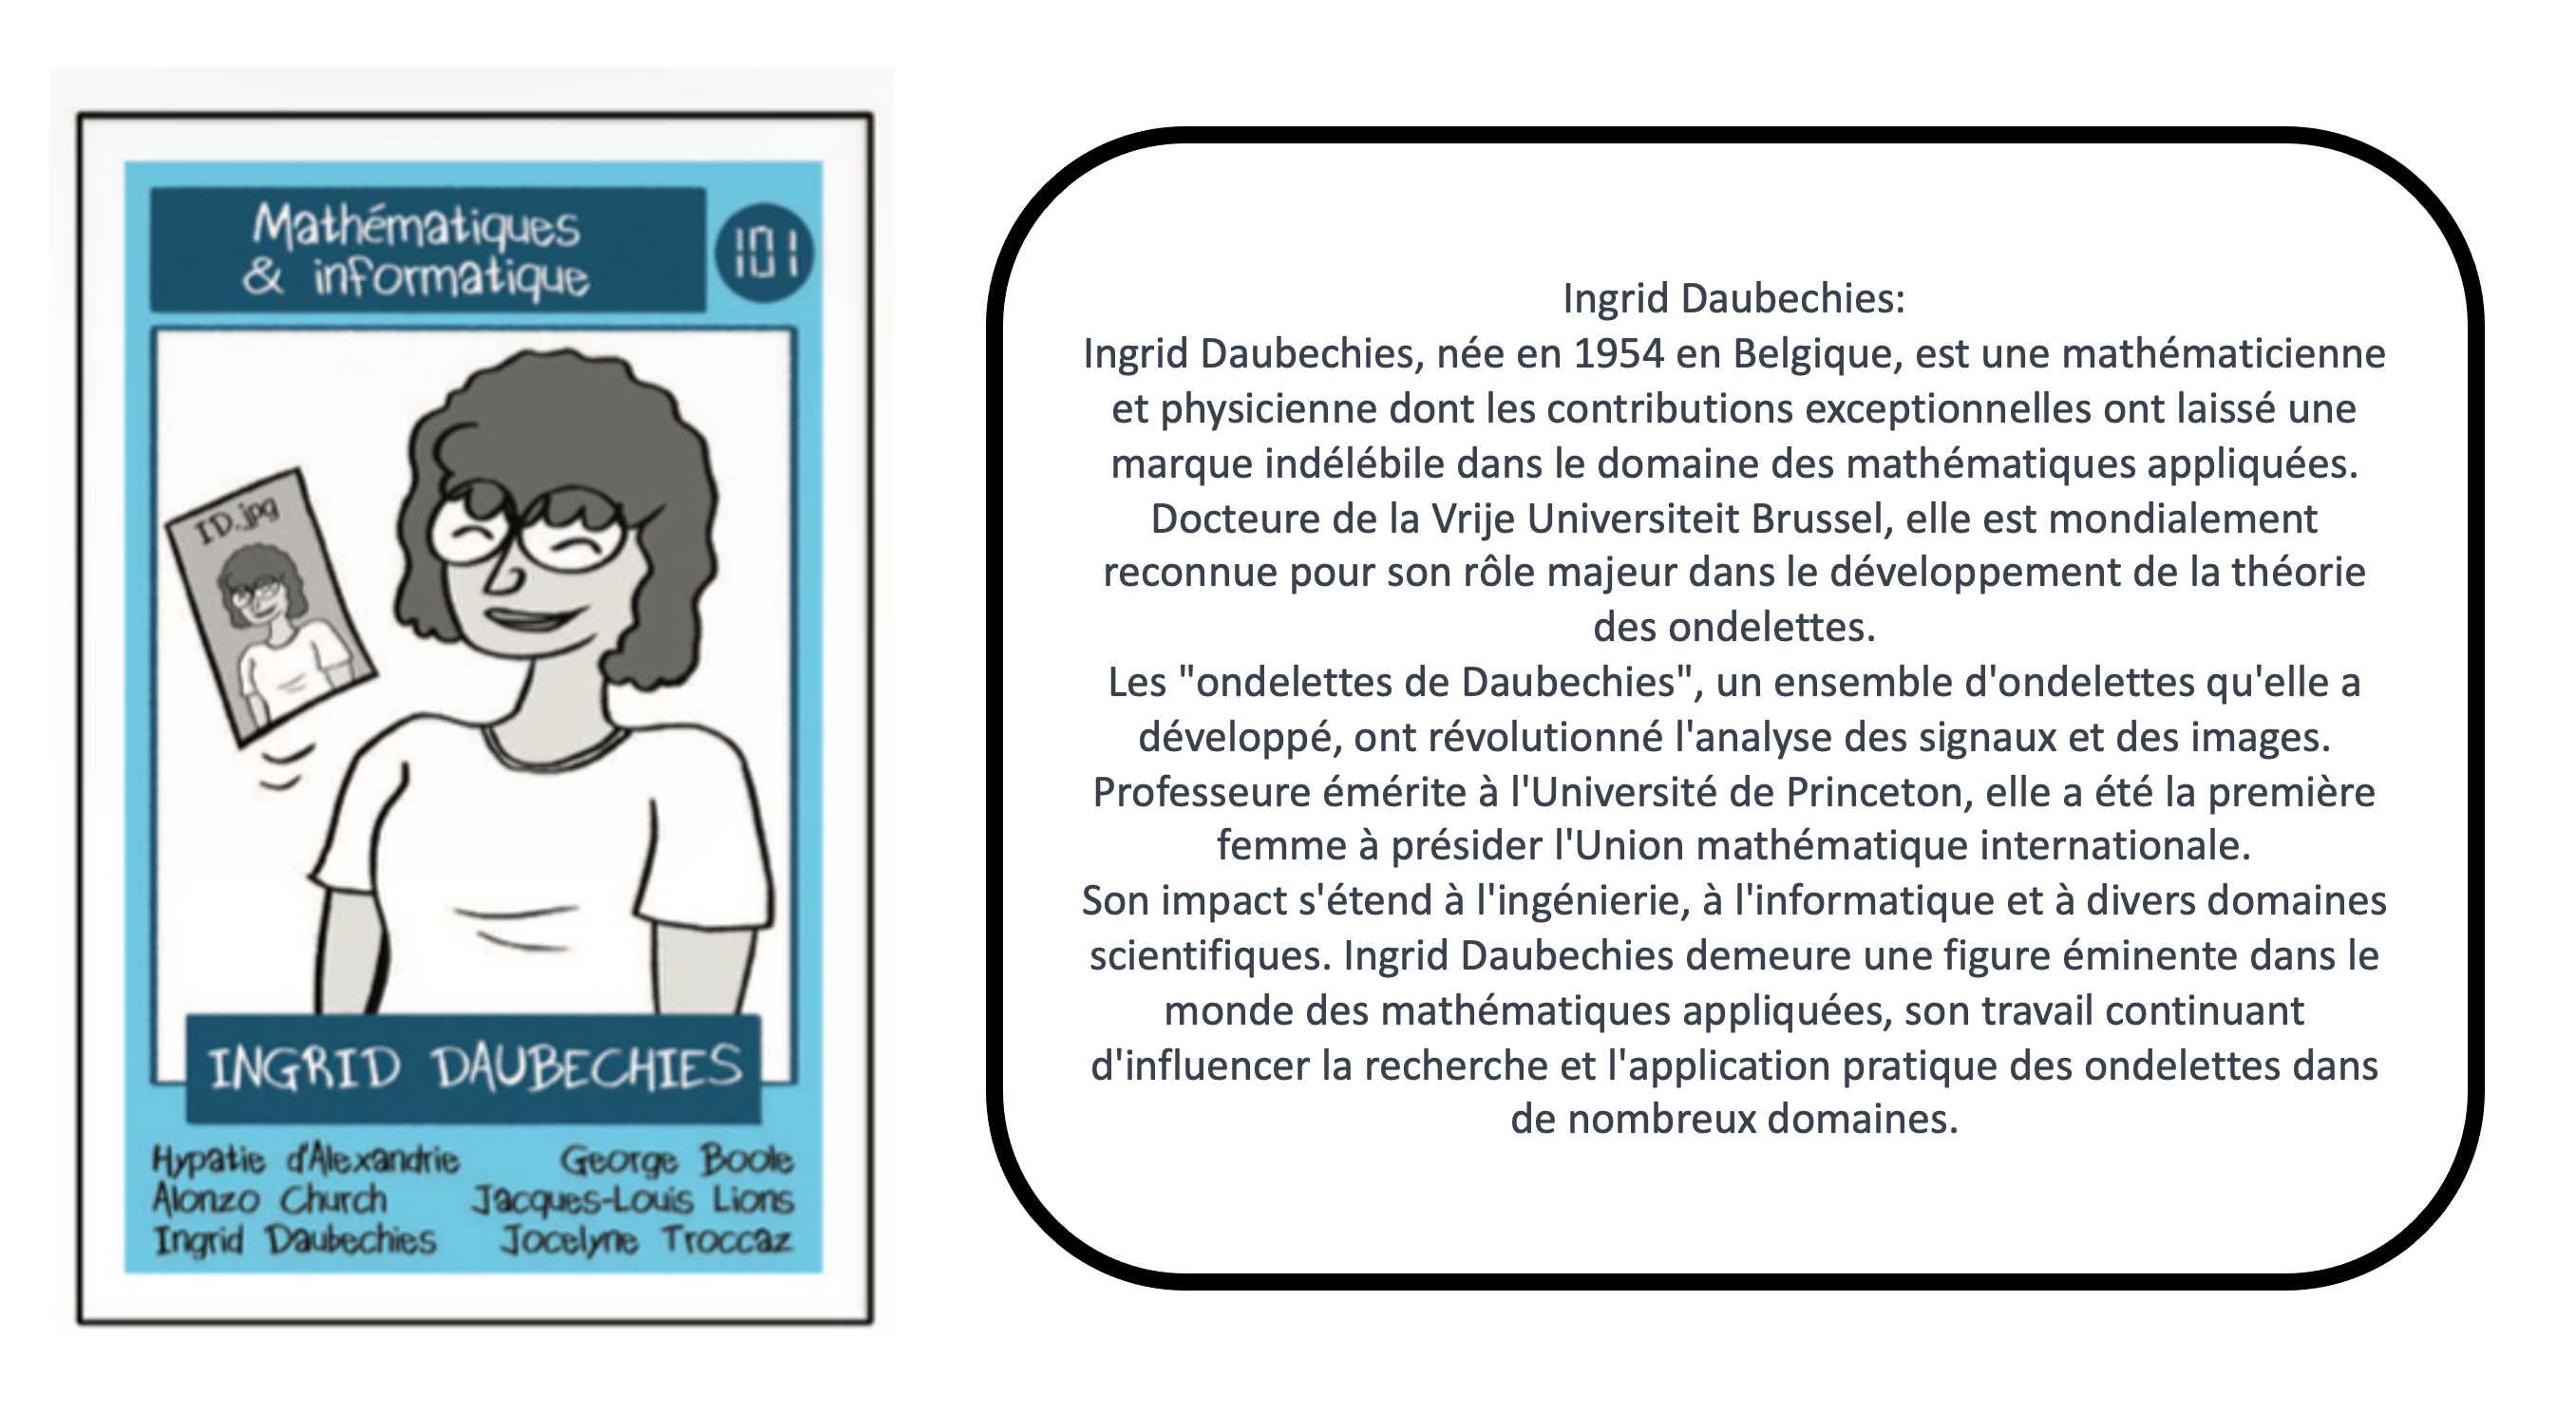 Mathématiques
& informatique
101
ID.jpg
INGRID DAUBECHIES
Hypatie d'Alexandrie George Boole
Alonzo Church Jacques-Louis Lions
Ingrid Daubechies Jocelyne Troccaz
Ingrid Daubechies:
Ingrid Daubechies, née en 1954 en Belgique, est une mathématicienne
et physicienne dont les contributions exceptionnelles ont laissé une
marque indélébile dans le domaine des mathématiques appliquées.
Docteure de la Vrije Universiteit Brussel, elle est mondialement
reconnue pour son rôle majeur dans le développement de la théorie
des ondelettes.
Les "ondelettes de Daubechies", un ensemble d'ondelettes qu'elle a
développé, ont révolutionné l'analyse des signaux et des images.
Professeure émérite à l'Université de Princeton, elle a été la première
femme à présider l'Union mathématique internationale.
Son impact s'étend à l'ingénierie, à l'informatique et à divers domaines
scientifiques. Ingrid Daubechies demeure une figure éminente dans le
monde des mathématiques appliquées, son travail continuant
d'influencer la recherche et l'application pratique des ondelettes dans
de nombreux domaines.